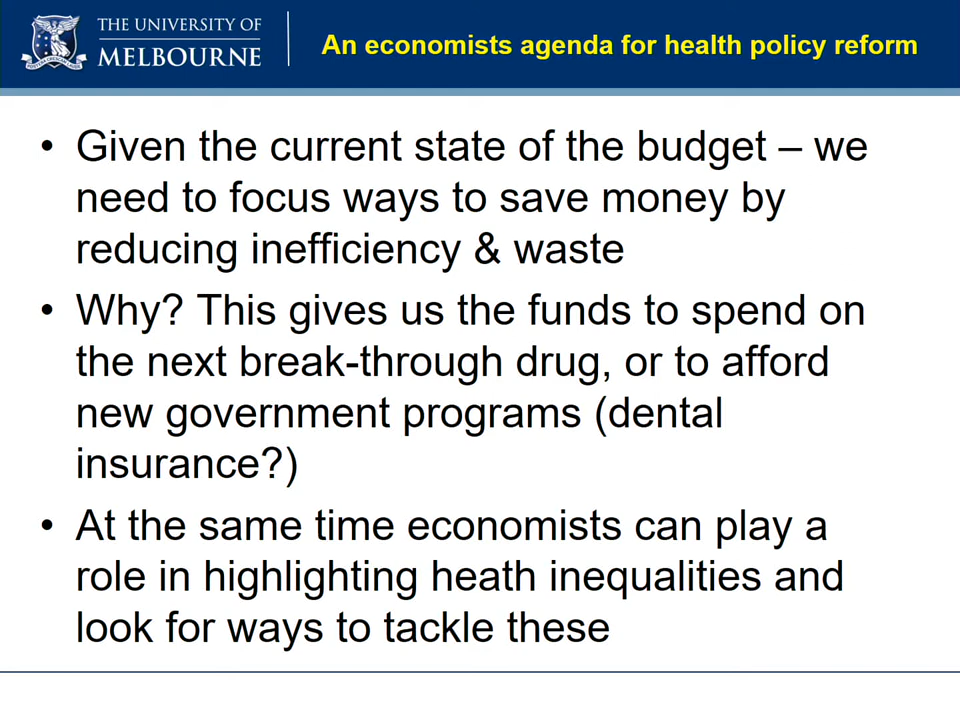 THE UNIVERSITY OF
MELBOURNE
An economists agenda for health policy reform
• Given the current state of the budget – we
need to focus ways to save money by
reducing inefficiency & waste
• Why? This gives us the funds to spend on
the next break-through drug, or to afford
new government programs (dental
insurance?)
• At the same time economists can play a
role in highlighting heath inequalities and
look for ways to tackle these